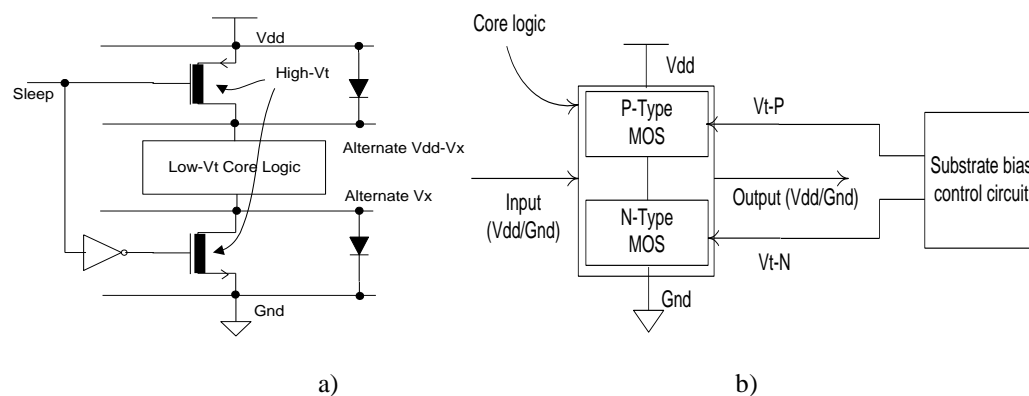 Vdd
Sleep
High-Vt
Alternate Vdd-Vx
Low-Vt Core Logic
Alternate Vx
Gnd
a)
Core logic
Vdd
P-Type
MOS
Vt-P
Input
(Vdd/Gnd)
Output (Vdd/Gnd)
N-Type
MOS
Vt-N
Gnd
Substrate bias
control circuit
b)